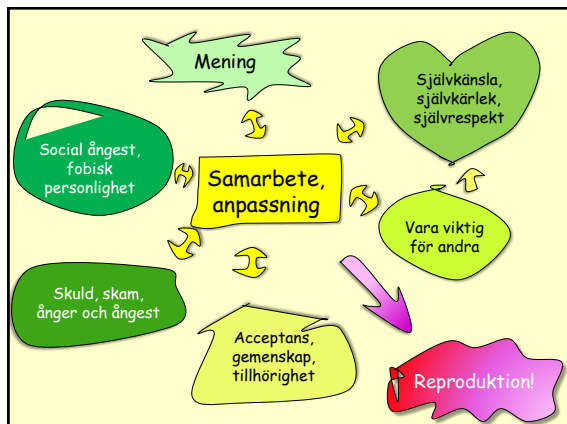 Mening
Självkänsla,
självkärlek,
självrespekt
Social ångest,
fobisk
personlighet
Samarbete,
anpassning
Vara viktig
för andra
Skuld, skam,
ånger och ångest
Acceptans,
gemenskap,
tillhörighet
Reproduktion!